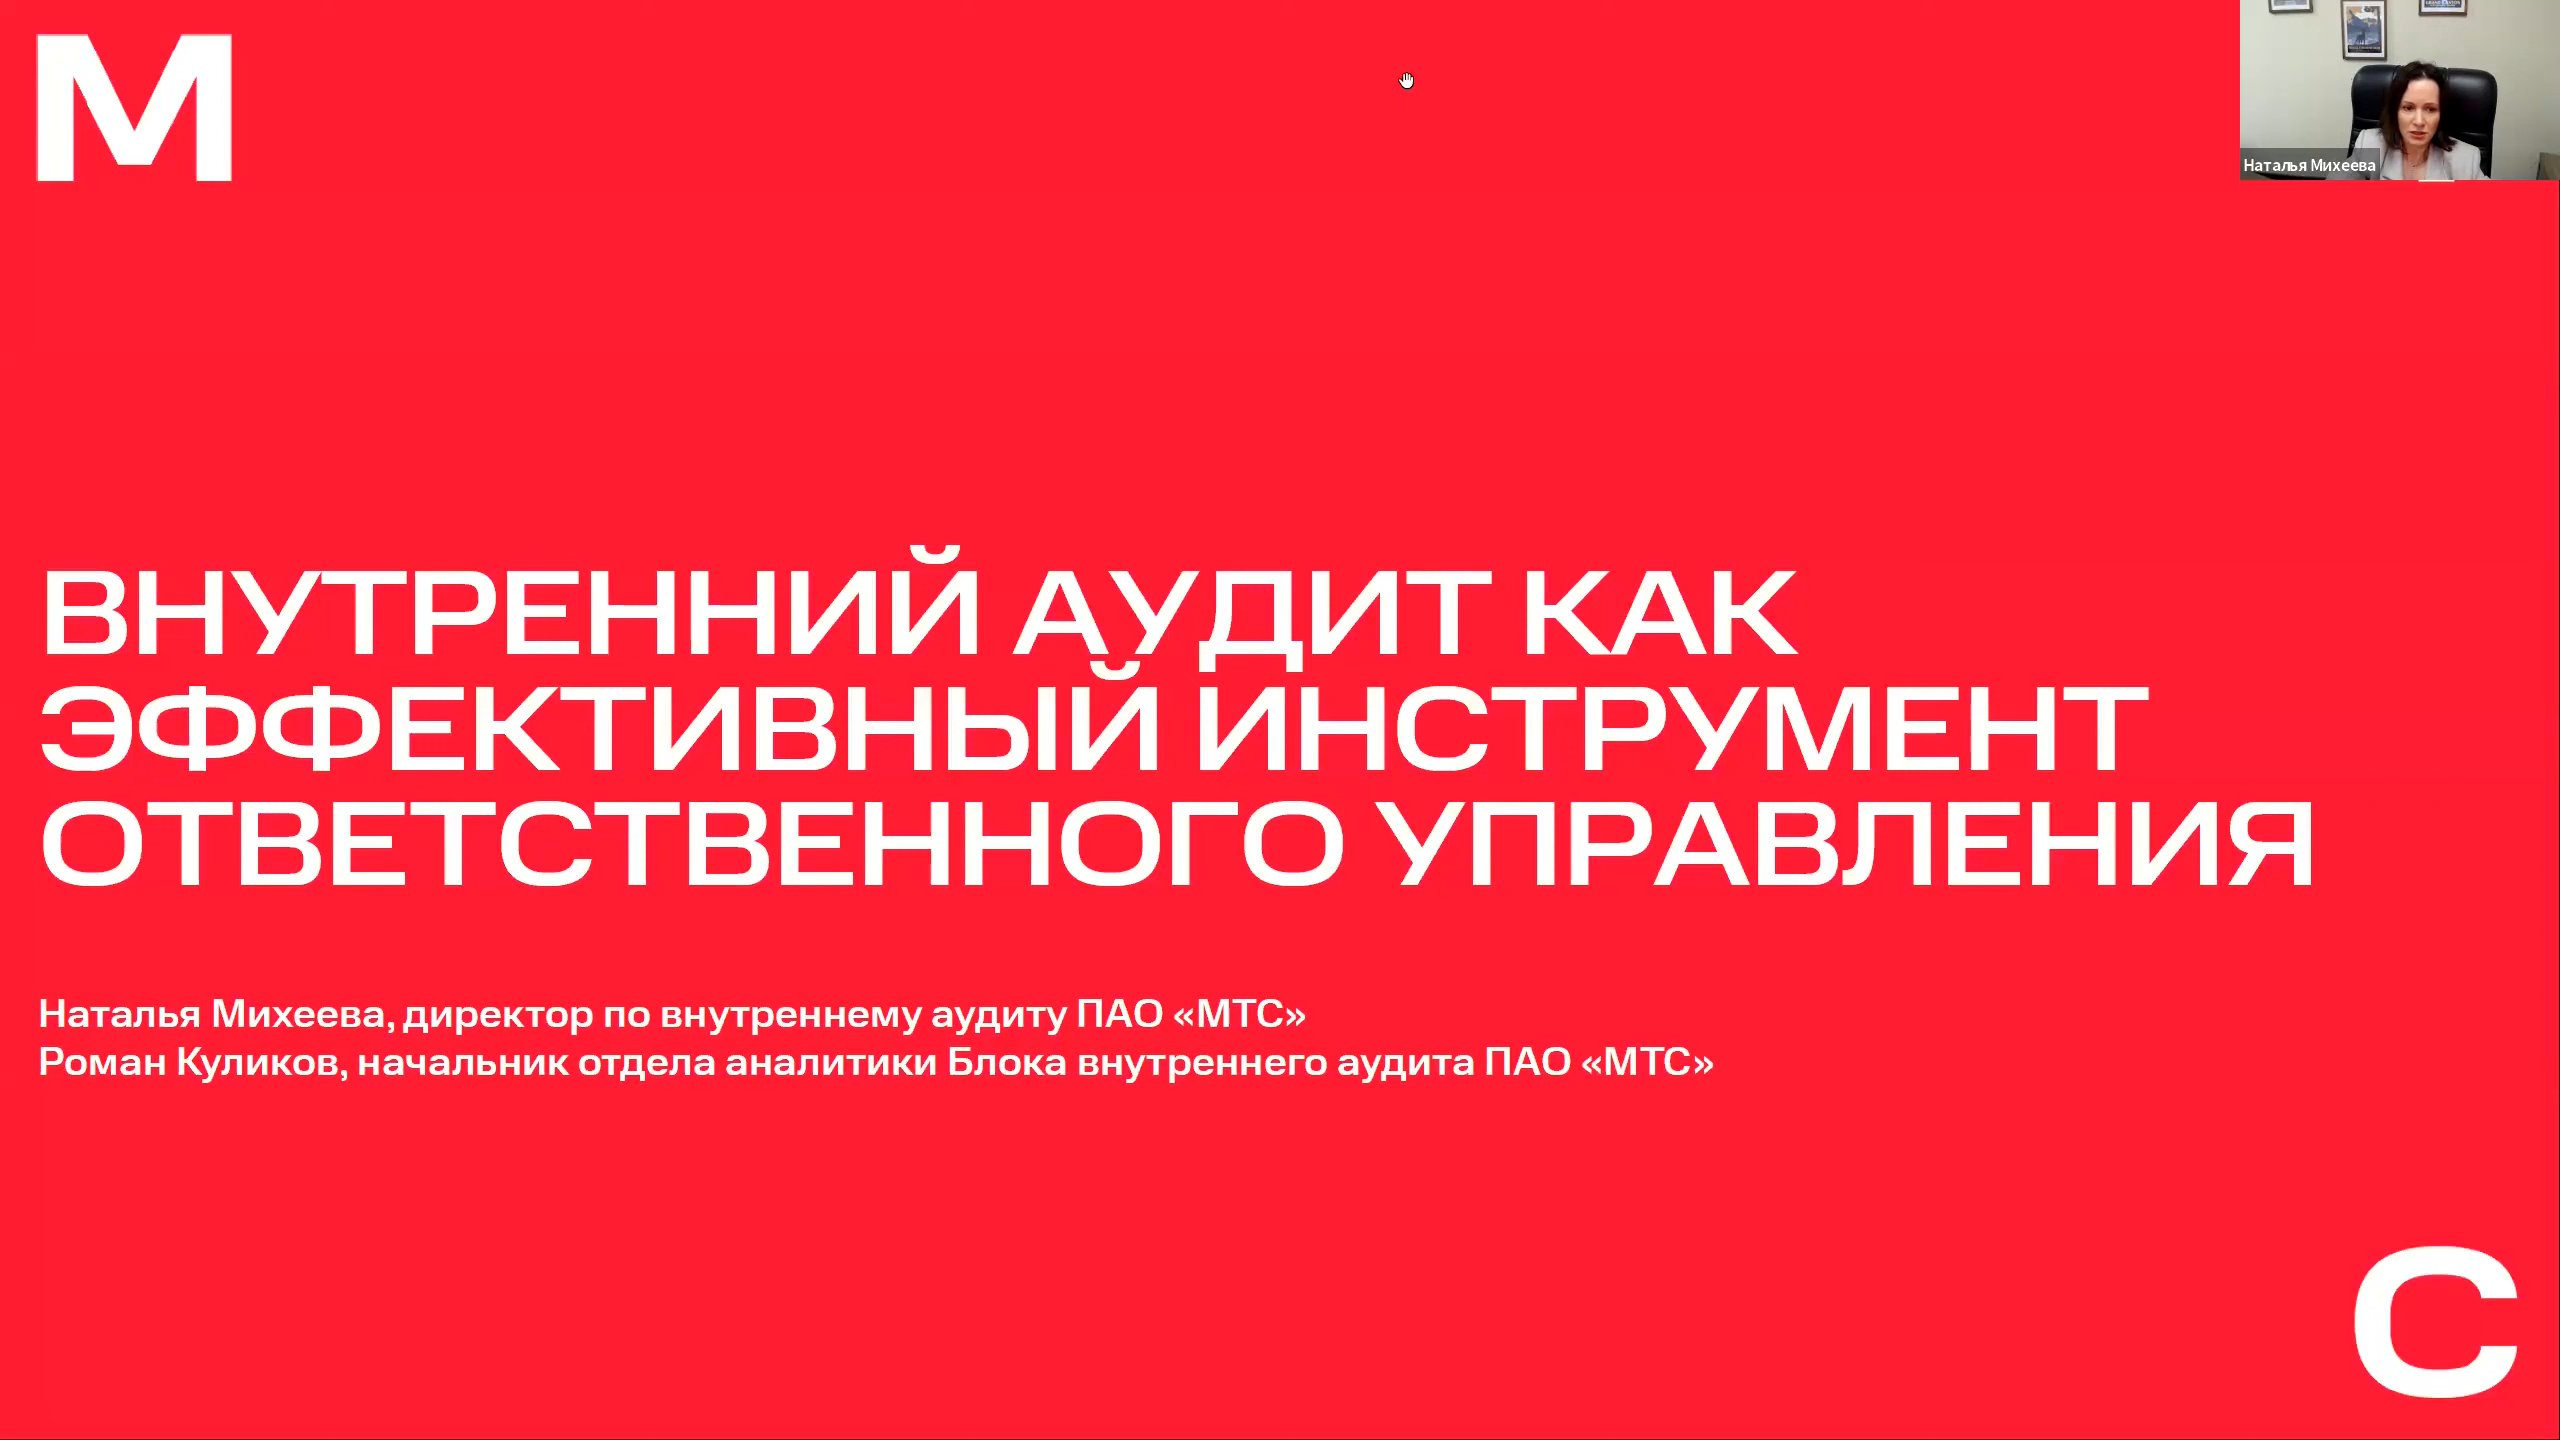 М
Наталья Михеева
ВНУТРЕННИЙ АУДИТ КАК
ЭФФЕКТИВНЫЙ ИНСТРУМЕНТ
ОТВЕТСТВЕННОГО УПРАВЛЕНИЯ
Наталья Михеева, директор по внутреннему аудиту ПАО «МТС»
Роман Куликов, начальник отдела аналитики Блока внутреннего аудита ПАО «МТС»
С